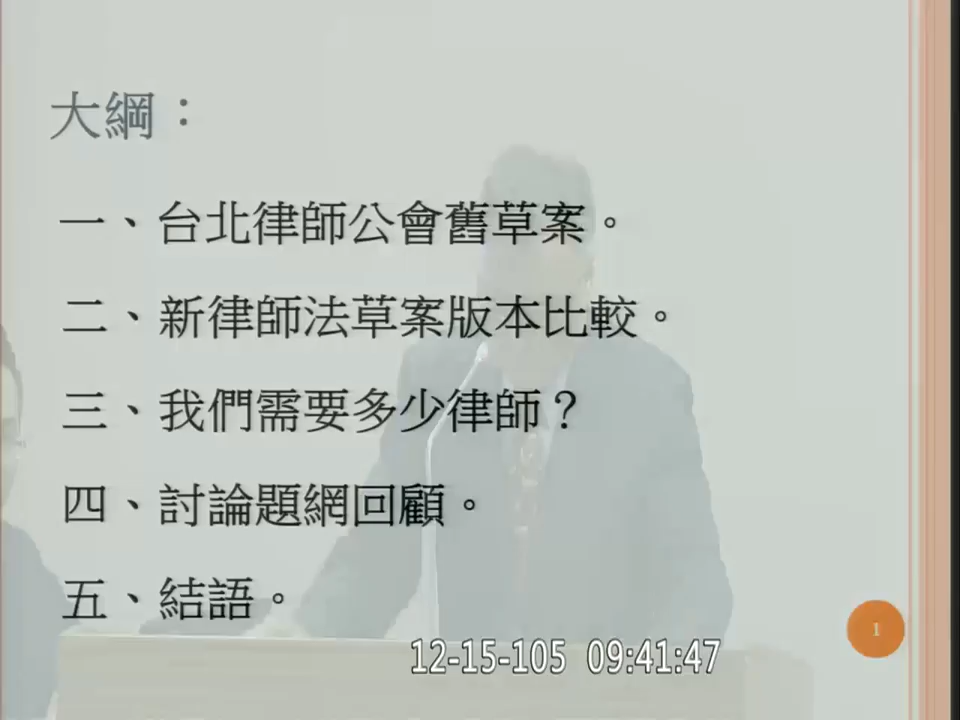 大綱：
一、台北律師公會舊草案。
二、新律師法草案版本比較。
三、我們需要多少律師？
四、討論題網回顧。
五、結語。
1
12-15-105 09:41:47